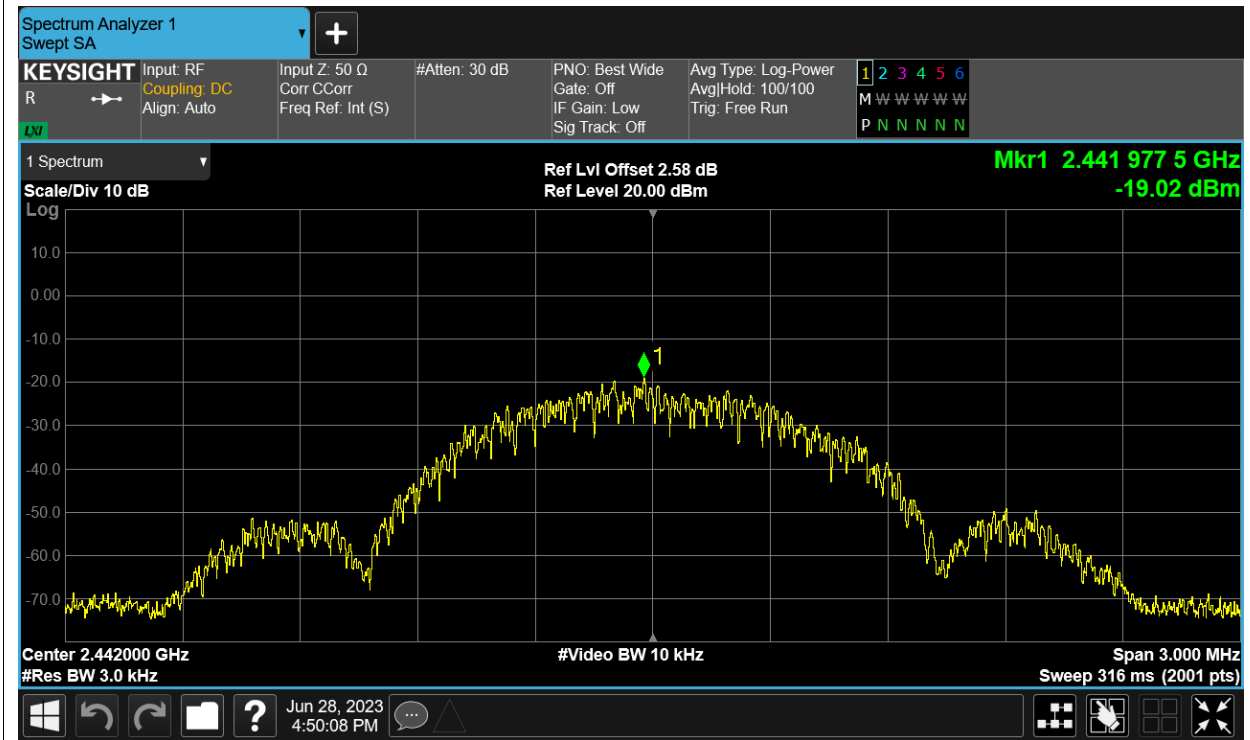 Spectrum Analyzer 1
Swept SA
+
KEYSIGHT
R
LXI
Input: RF
Coupling: DC
Align: Auto
Input Z: 50 Ω
Corr CCorr
Freq Ref: Int (S)
#Atten: 30 dB
PNO: Best Wide
Gate: Off
IF Gain: Low
Sig Track: Off
Avg Type: Log-Power
Avg|Hold: 100/100
Trig: Free Run
1 2 3 4 5 6
M W W W W W
P N N N N N
1 Spectrum
Scale/Div 10 dB
Log
Ref Lvl Offset 2.58 dB
Ref Level 20.00 dBm
Mkr1 2.441 977 5 GHz
-19.02 dBm
10.0
0.00
-10.0
-20.0
-30.0
-40.0
-50.0
-60.0
-70.0
1
Center 2.442000 GHz
#Res BW 3.0 kHz
#Video BW 10 kHz
Span 3.000 MHz
Sweep 316 ms (2001 pts)
?
Jun 28, 2023
4:50:08 PM